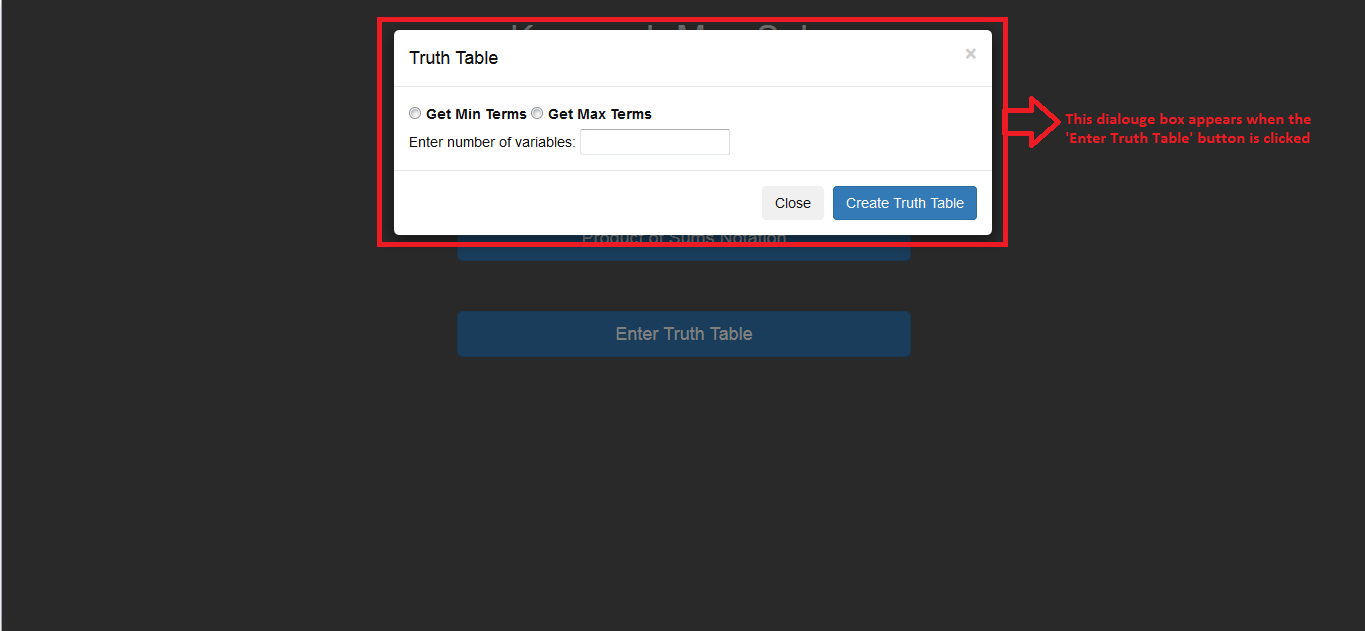 Truth Table
×
Get Min Terms Get Max Terms
Enter number of variables:
Close
Create Truth Table
This dialouge box appears when the
'Enter Truth Table' button is clicked
Product of Sums Notation
Enter Truth Table